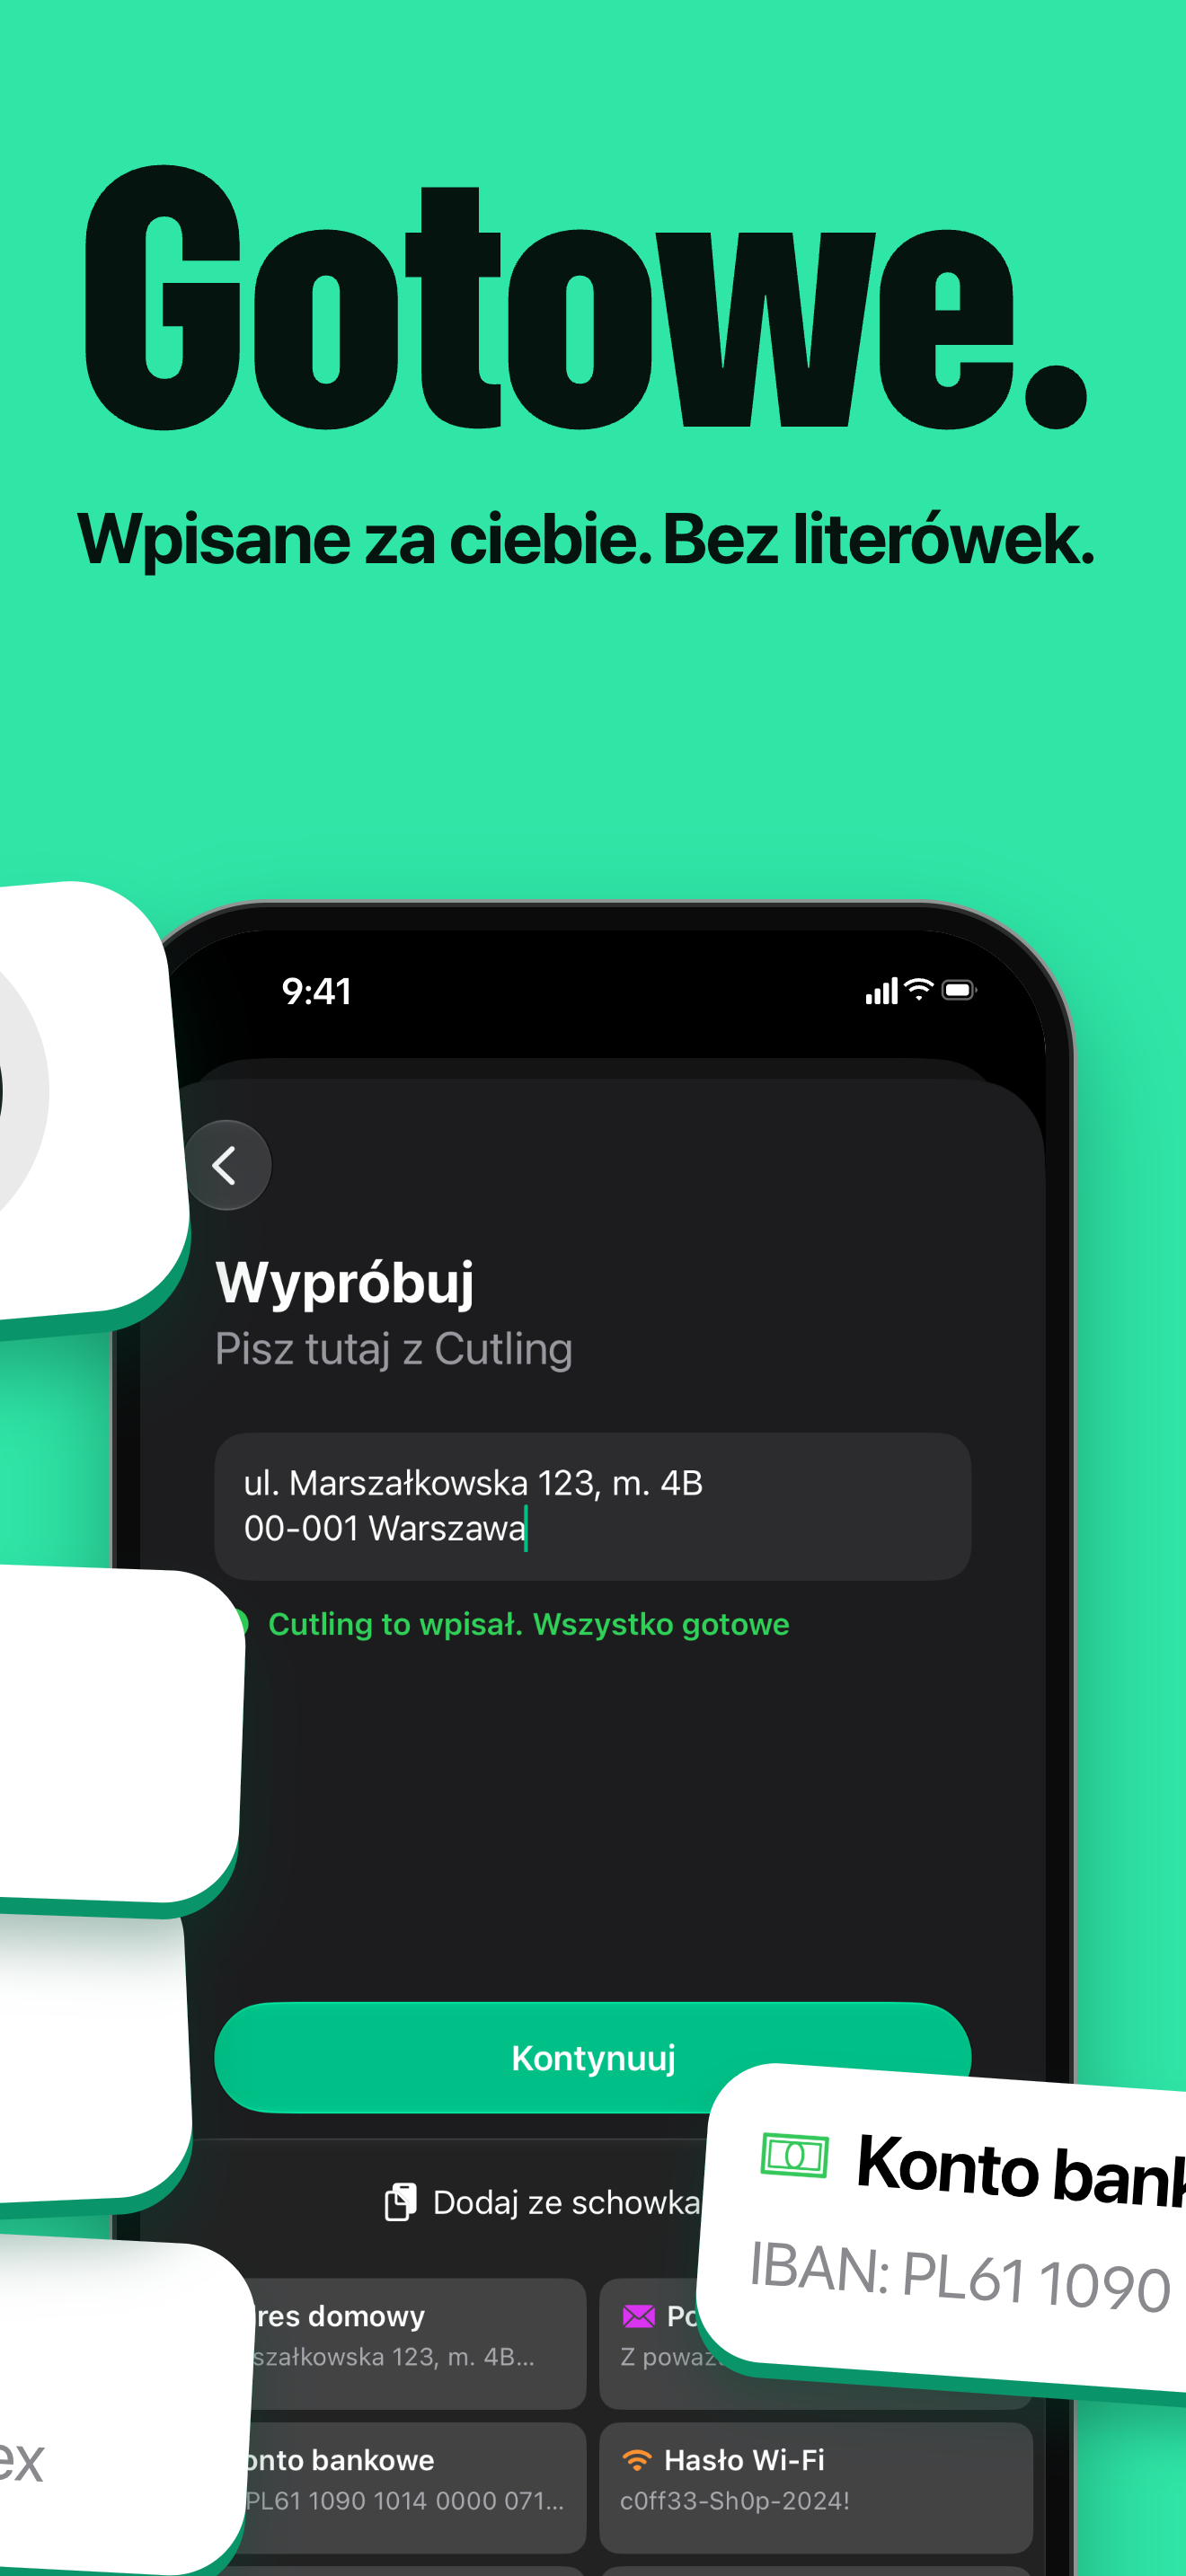 Gotowe.
Wpisane za ciebie. Bez literówek.
9:41
Wypróbuj
Pisz tutaj z Cutling
ul. Marszałkowska 123, m. 4B
00-001 Warszawa
Cutling to wpisał. Wszystko gotowe
Kontynuuj
Konto bank
IBAN: PL61 1090
Dodaj ze schowka
res domowy
szałkowska 123, m. 4B...
Po
Z poważ
ex
onto bankowe
PL61 1090 1014 0000 071...
Hasło Wi-Fi
c0ff33-Sh0p-2024!